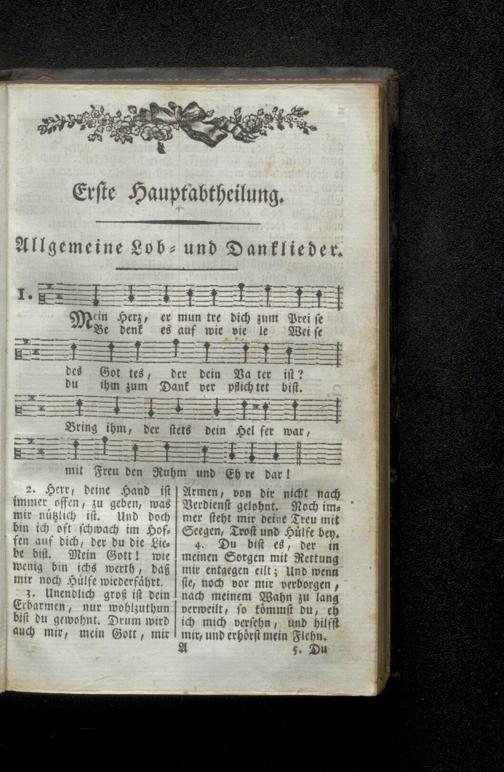 Erste Hauptabtheilung.
Allgemeine Lob- und Danklieder.
1.
Mein Herz, er mun tre dich zum Prei se
Be denk es auf wie vie le Wei se
des Got tes, der dein Va ter ist?
du ihm zum Dank ver pflich tet bist.
Bring ihm, der stets dein Hel fer war,
mit Freu den Ruhm und Eh re dar!
2. Herr, deine Hand ist
immer offen, zu geben, was
mir nützlich ist. Und doch
bin ich oft schwach im Hof-
fen auf dich, der du die Lie-
be bist. Mein Gott! wie
wenig bin ichs werth, daß
mir noch Hülfe wiederfährt.
3. Unendlich groß ist dein
Erbarmen, nur wohlzuthun
bist du gewohnt. Drum wird
auch mir, mein Gott, mir
Armen, von dir nicht nach
Verdienst gelohnt. Noch im-
mer steht mir deine Treu mit
Seegen, Trost und Hülfe bey.
4. Du bist es, der in
meinen Sorgen mit Rettung
mir entgegen eilt; Und wenn
sie, noch vor mir verborgen,
nach meinem Wahn zu lang
verweilt, so kömmst du, eh
ich mich versehn, und hilfst
mir, und erhörst mein Flehn.
A
5. Du